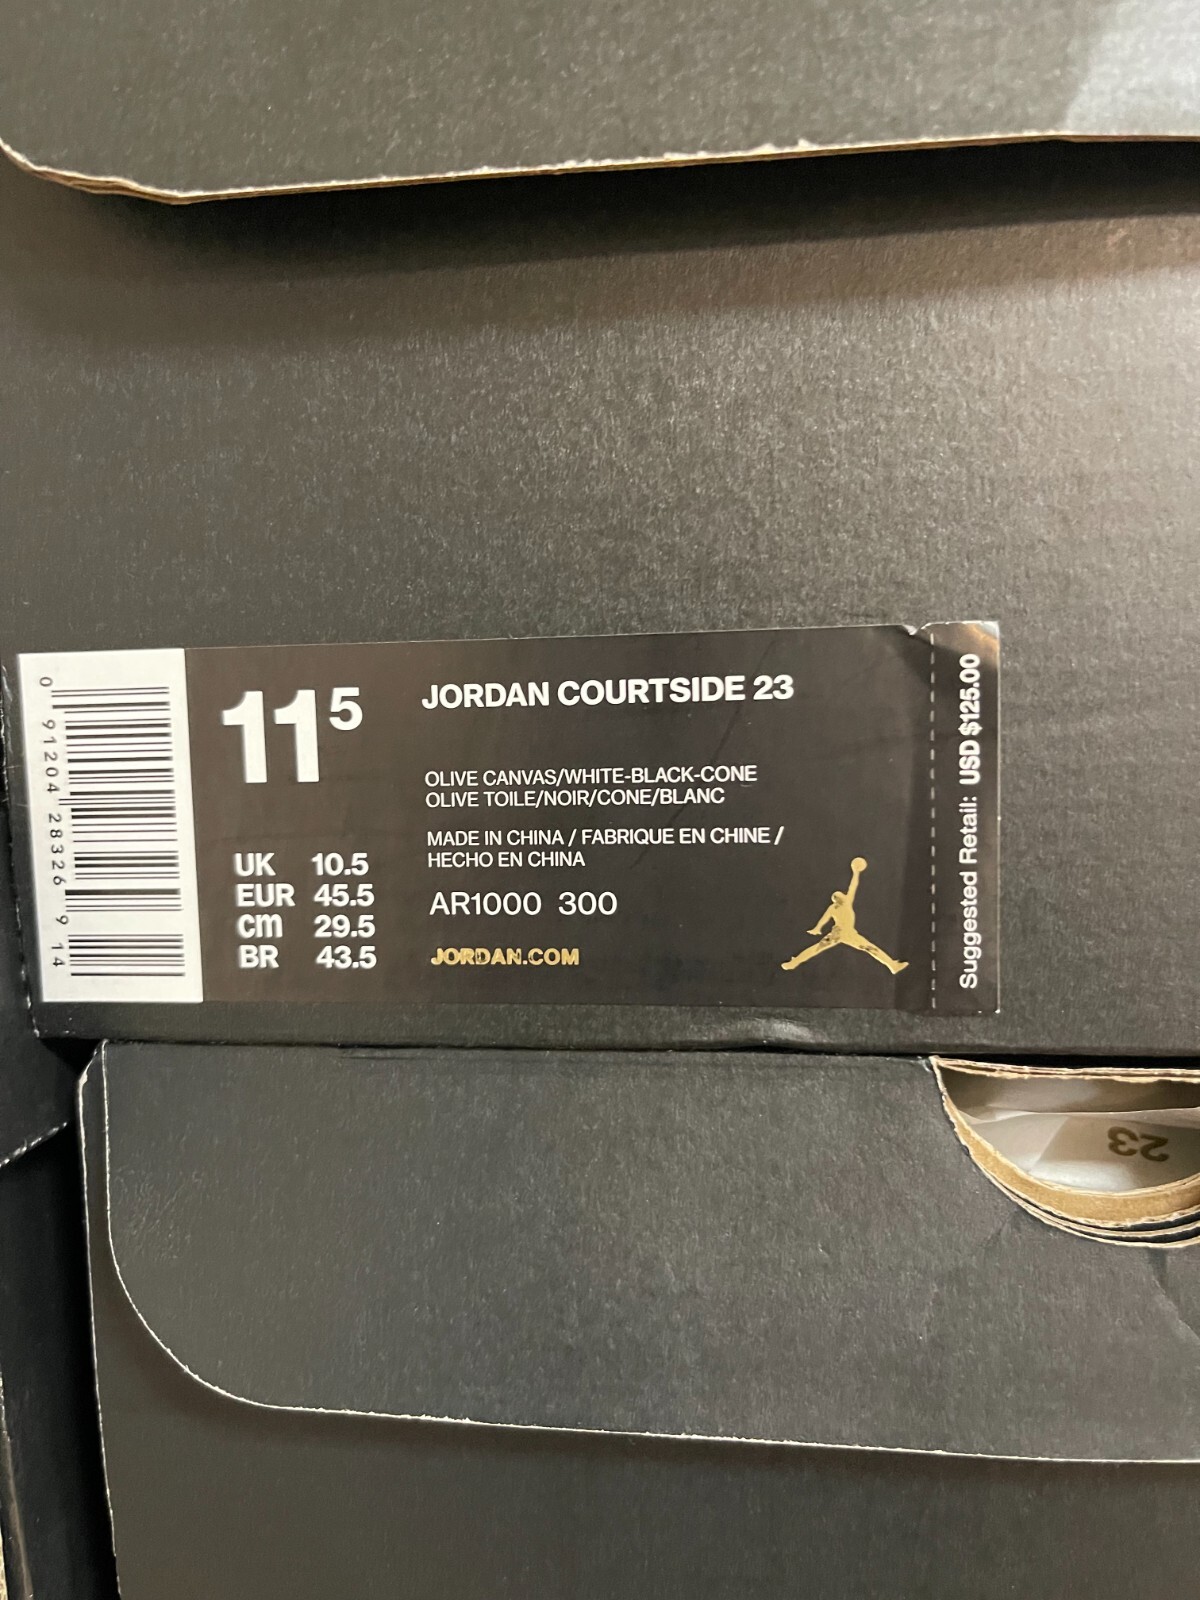 0 91204 28326 9 14
11⁵
JORDAN COURTSIDE 23
OLIVE CANVAS/WHITE-BLACK-CONE
OLIVE TOILE/NOIR/CONE/BLANC
MADE IN CHINA / FABRIQUE EN CHINE /
HECHO EN CHINA
UK 10.5
EUR 45.5
cm 29.5
BR 43.5
AR1000 300
JORDAN.COM
Suggested Retail: USD $125.00
23